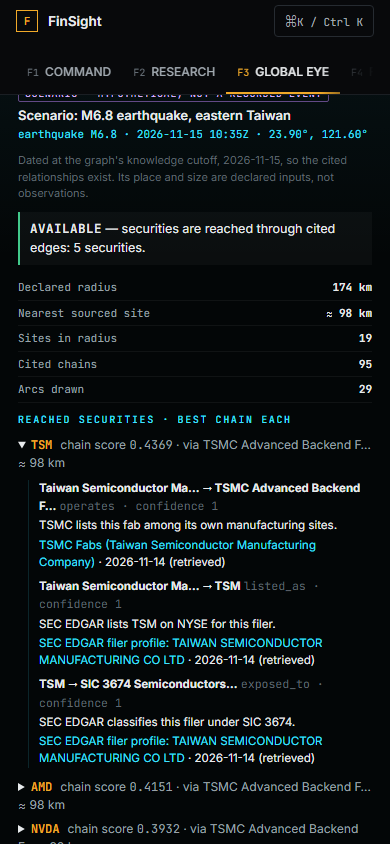 F FinSight ⌘K / Ctrl K
F1 COMMAND F2 RESEARCH F3 GLOBAL EYE F4
SCENARIO — HYPOTHETICAL, NOT A RECORDED EVENT
Scenario: M6.8 earthquake, eastern Taiwan
earthquake M6.8 · 2026-11-15 10:35Z · 23.90°, 121.60°
Dated at the graph's knowledge cutoff, 2026-11-15, so the cited
relationships exist. Its place and size are declared inputs, not
observations.
AVAILABLE — securities are reached through cited
edges: 5 securities.
Declared radius 174 km
Nearest sourced site ≈ 98 km
Sites in radius 19
Cited chains 95
Arcs drawn 29
REACHED SECURITIES · BEST CHAIN EACH
▼ TSM chain score 0.4369 · via TSMC Advanced Backend F...
≈ 98 km
Taiwan Semiconductor Ma... → TSMC Advanced Backend
F... operates · confidence 1
TSMC lists this fab among its own manufacturing sites.
TSMC Fabs (Taiwan Semiconductor Manufacturing
Company) · 2026-11-14 (retrieved)
Taiwan Semiconductor Ma... → TSM listed_as ·
confidence 1
SEC EDGAR lists TSM on NYSE for this filer.
SEC EDGAR filer profile: TAIWAN SEMICONDUCTOR
MANUFACTURING CO LTD · 2026-11-14 (retrieved)
TSM → SIC 3674 Semiconductors... exposed_to ·
confidence 1
SEC EDGAR classifies this filer under SIC 3674.
SEC EDGAR filer profile: TAIWAN SEMICONDUCTOR
MANUFACTURING CO LTD · 2026-11-14 (retrieved)
▶ AMD chain score 0.4151 · via TSMC Advanced Backend F...
≈ 98 km
▶ NVDA chain score 0.3932 · via TSMC Advanced Backend